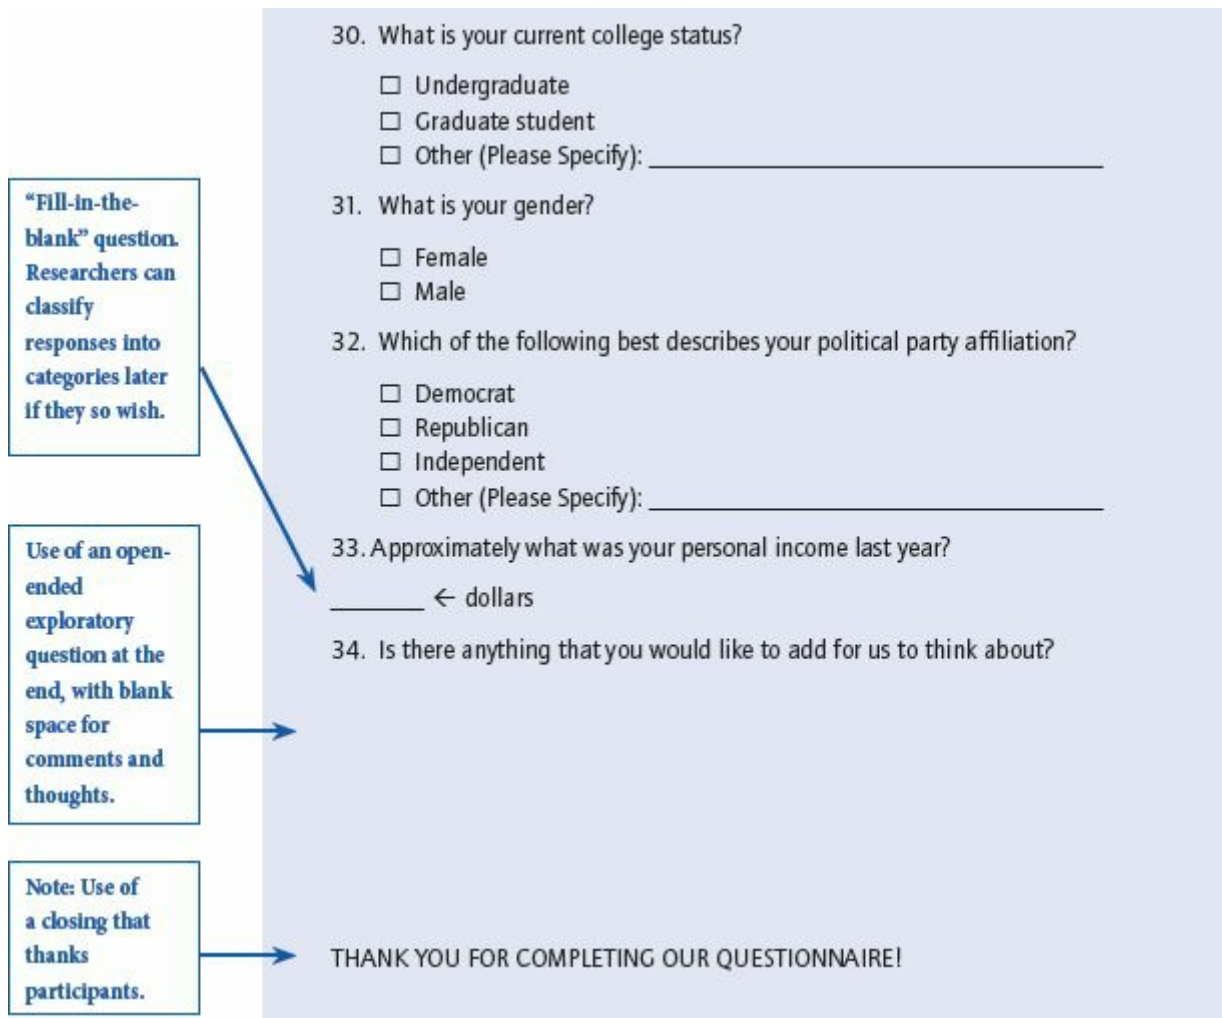 30. What is your current college status?
☐ Undergraduate
☐ Graduate student
☐ Other (Please Specify): ____________
31. What is your gender?
☐ Female
☐ Male
32. Which of the following best describes your political party affiliation?
☐ Democrat
☐ Republican
☐ Independent
☐ Other (Please Specify): ____________
33. Approximately what was your personal income last year?
_______ ← dollars
34. Is there anything that you would like to add for us to think about?
THANK YOU FOR COMPLETING OUR QUESTIONNAIRE!
“Fill-in-the-
blank” question.
Researchers can
classify
responses into
categories later
if they so wish.
Use of an open-
ended
exploratory
question at the
end, with blank
space for
comments and
thoughts.
Note: Use of
a closing that
thanks
participants.